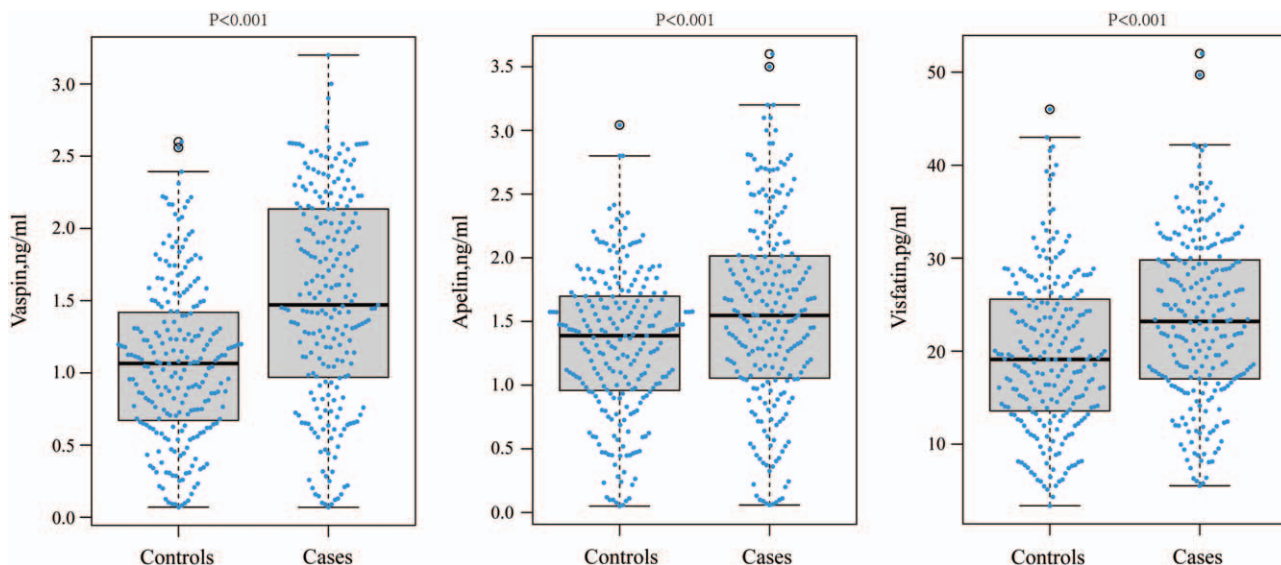 P<0.001
Vaspin,ng/ml
3.0
2.5
2.0
1.5
1.0
0.5
0.0
Controls Cases
P<0.001
Apelin,ng/ml
3.5
3.0
2.5
2.0
1.5
1.0
0.5
0.0
Controls Cases
P<0.001
Visfatin,pg/ml
50
40
30
20
10
Controls Cases